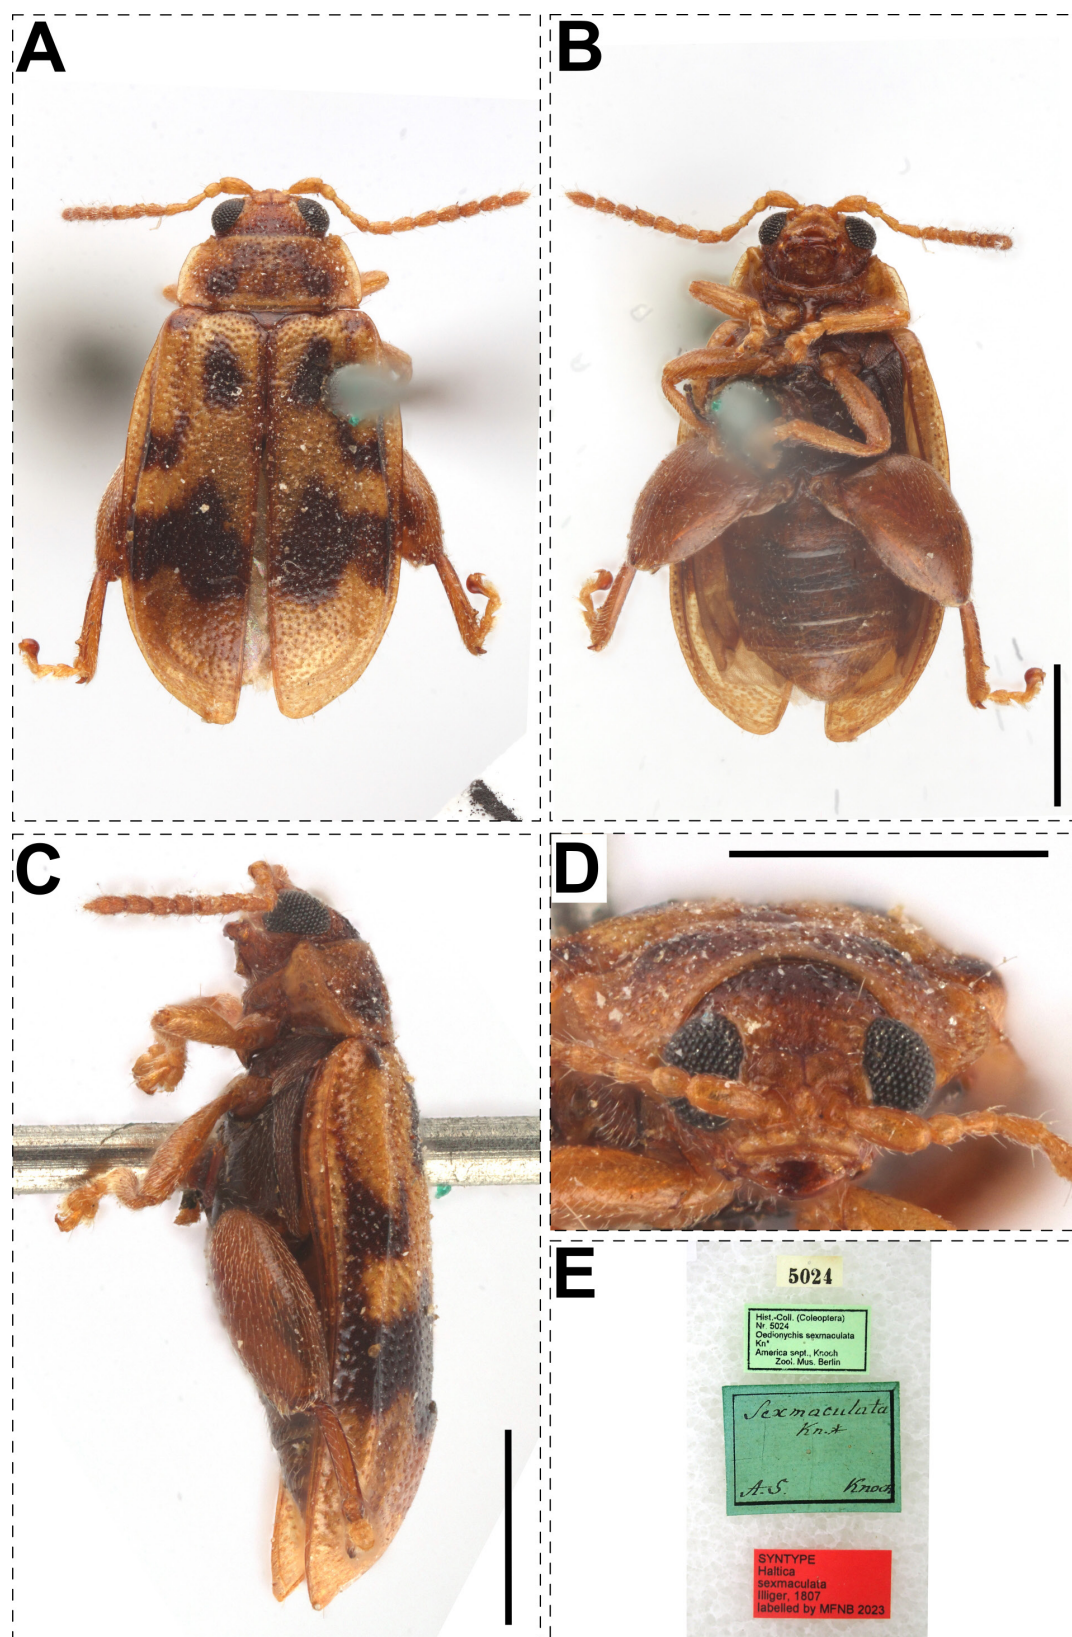 A
B
C
D
E
5024
Hist.-Coll. (Coleoptera)
Nr. 5024
Oedionychis sexmaculata
Kn*
America sept., Knoch
Zool. Mus. Berlin
Sexmaculata
Kn.*
A.S. Knoch
SYNTYPE
Haltica
sexmaculata
Illiger, 1807
labelled by MFNB 2023